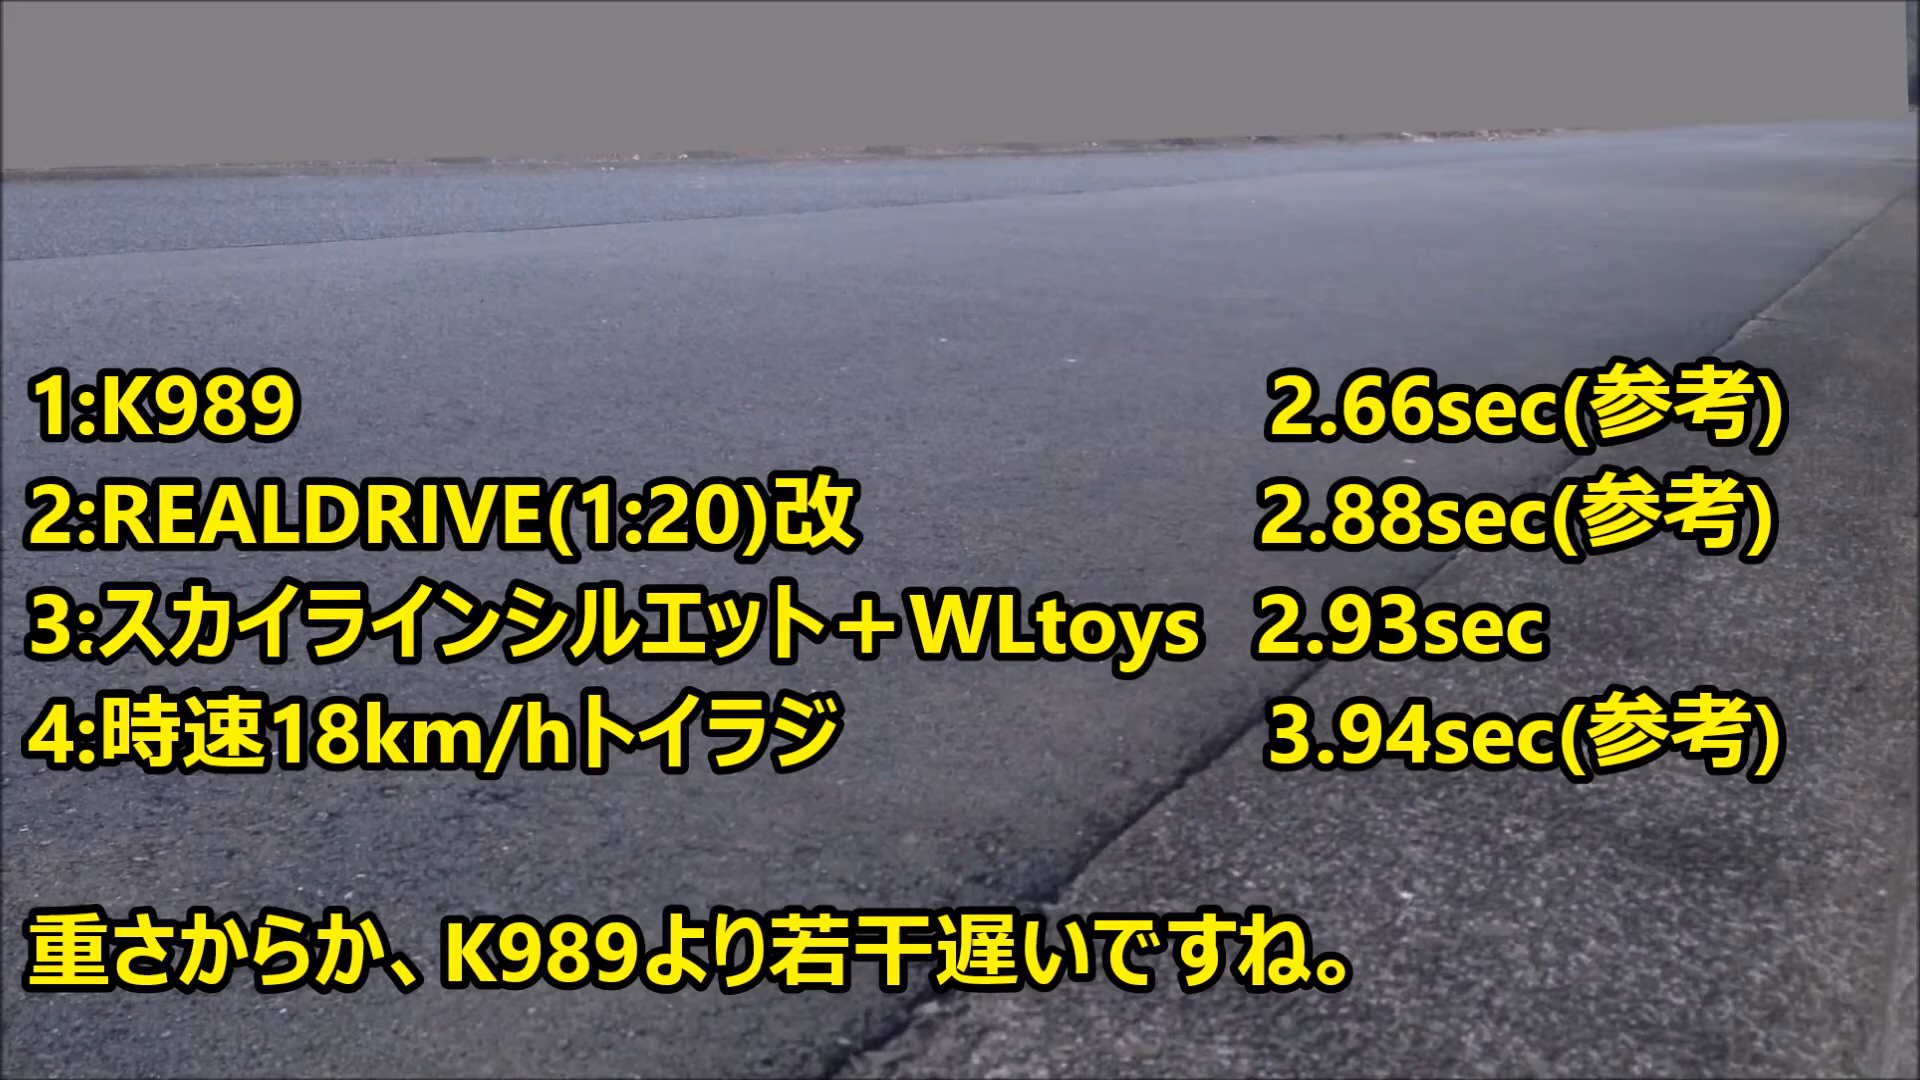 1:K989 2.66sec(参考)
2:REALDRIVE(1:20)改 2.88sec(参考)
3:スカイラインシルエット＋WLtoys 2.93sec
4:時速18km/hトイラジ 3.94sec(参考)
重さからか、K989より若干遅いですね。